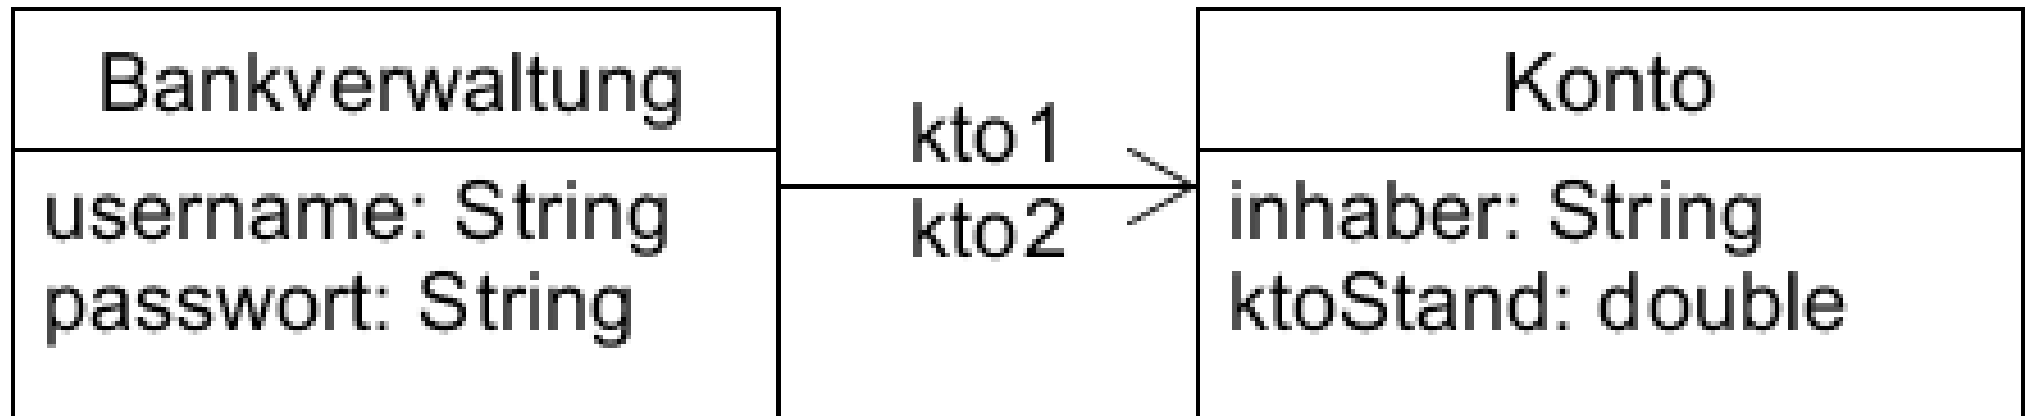 Bankverwaltung
username: String
passwort: String
kto1
kto2
Konto
inhaber: String
ktoStand: double